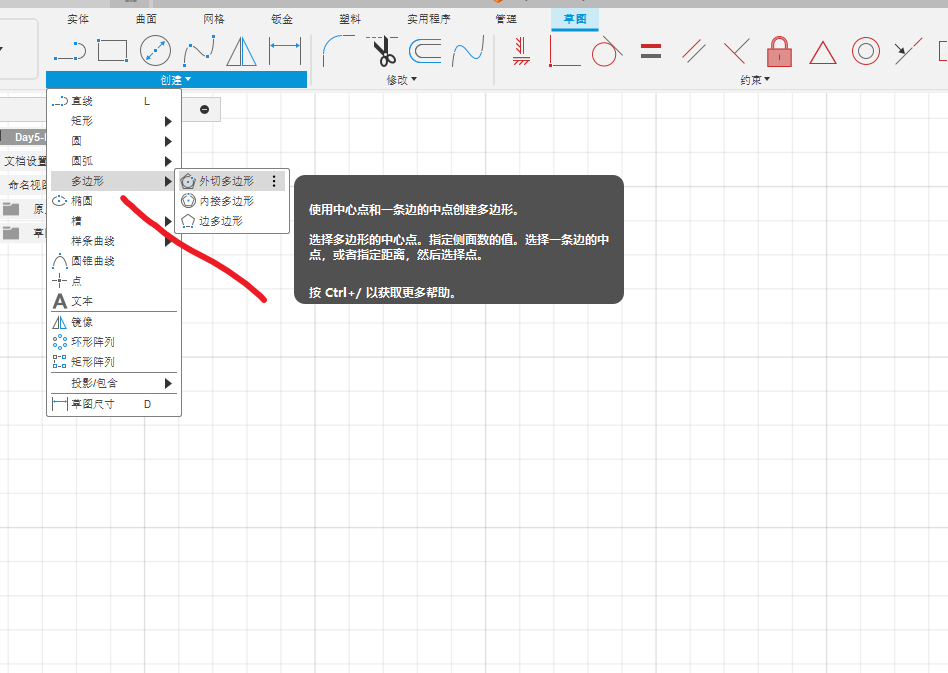 实体 曲面 网格 钣金 塑料 实用程序 管理 草图
创建 修改 约束
直线 L
矩形
Day5-
圆
文档设置
圆弧
多边形
外切多边形
命名视图
椭圆
内接多边形
原
槽
边多边形
草
样条曲线
圆锥曲线
点
文本
镜像
环形阵列
矩形阵列
投影/包含
草图尺寸 D
使用中心点和一条边的中点创建多边形。
选择多边形的中心点。指定侧面数的值。选择一条边的中
点，或者指定距离，然后选择点。
按 Ctrl+/ 以获取更多帮助。